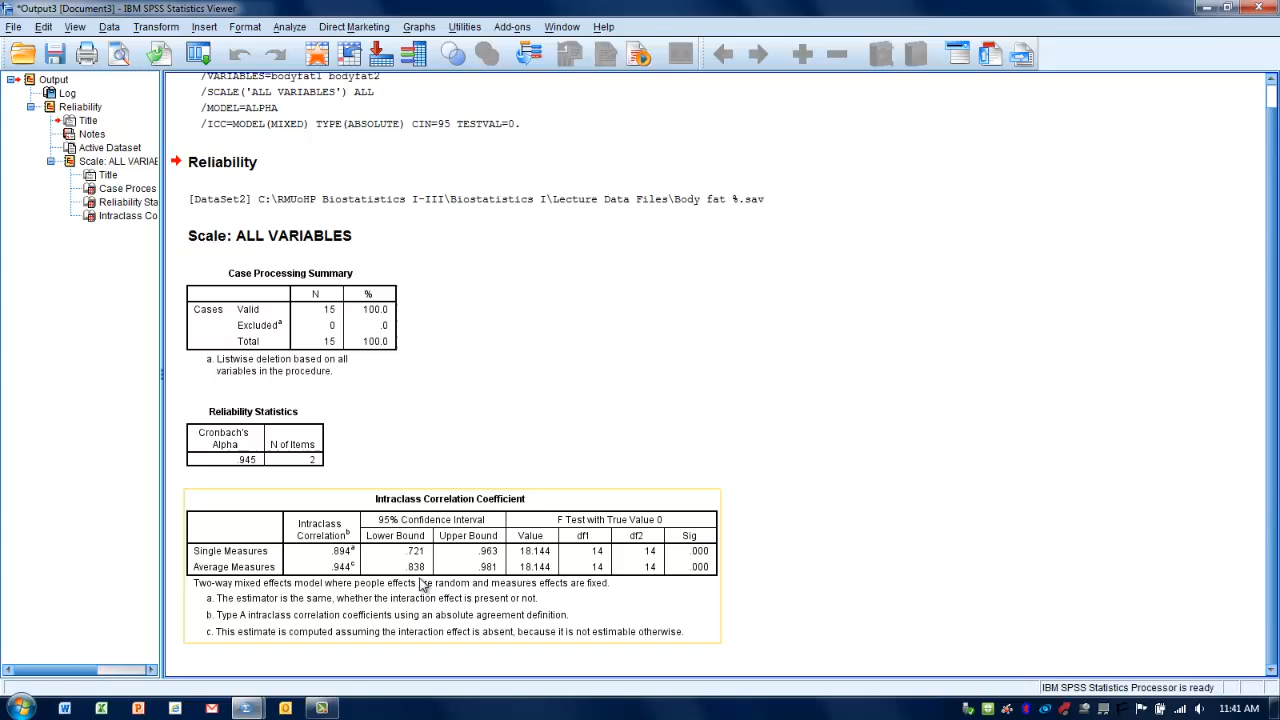 *Output3 [Document3] - IBM SPSS Statistics Viewer
File Edit View Data Transform Insert Format Analyze Direct Marketing Graphs Utilities Add-ons Window Help
Output
Log
Reliability
Title
Notes
Active Dataset
Scale: ALL VARIAB
Title
Case Proces
Reliability Sta
Intraclass Co
/VARIABLES=bodyfat1 bodyfat2
/SCALE('ALL VARIABLES') ALL
/MODEL=ALPHA
/ICC=MODEL(MIXED) TYPE(ABSOLUTE) CIN=95 TESTVAL=0.
Reliability
[DataSet2] C:\RMUoHP Biostatistics I-III\Biostatistics I\Lecture Data Files\Body fat %.sav
Scale: ALL VARIABLES
Case Processing Summary
N %
Cases Valid 15 100.0
Excluded^a 0 .0
Total 15 100.0
a. Listwise deletion based on all
variables in the procedure.
Reliability Statistics
Cronbach's
Alpha N of Items
.945 2
Intraclass Correlation Coefficient
Intraclass Correlation^b 95% Confidence Interval F Test with True Value 0
Lower Bound Upper Bound Value df1 df2 Sig
Single Measures .894^a .721 .963 18.144 14 14 .000
Average Measures .944^c .838 .981 18.144 14 14 .000
Two-way mixed effects model where people effects are random and measures effects are fixed.
a. The estimator is the same, whether the interaction effect is present or not.
b. Type A intraclass correlation coefficients using an absolute agreement definition.
c. This estimate is computed assuming the interaction effect is absent, because it is not estimable otherwise.
IBM SPSS Statistics Processor is ready
11:41 AM